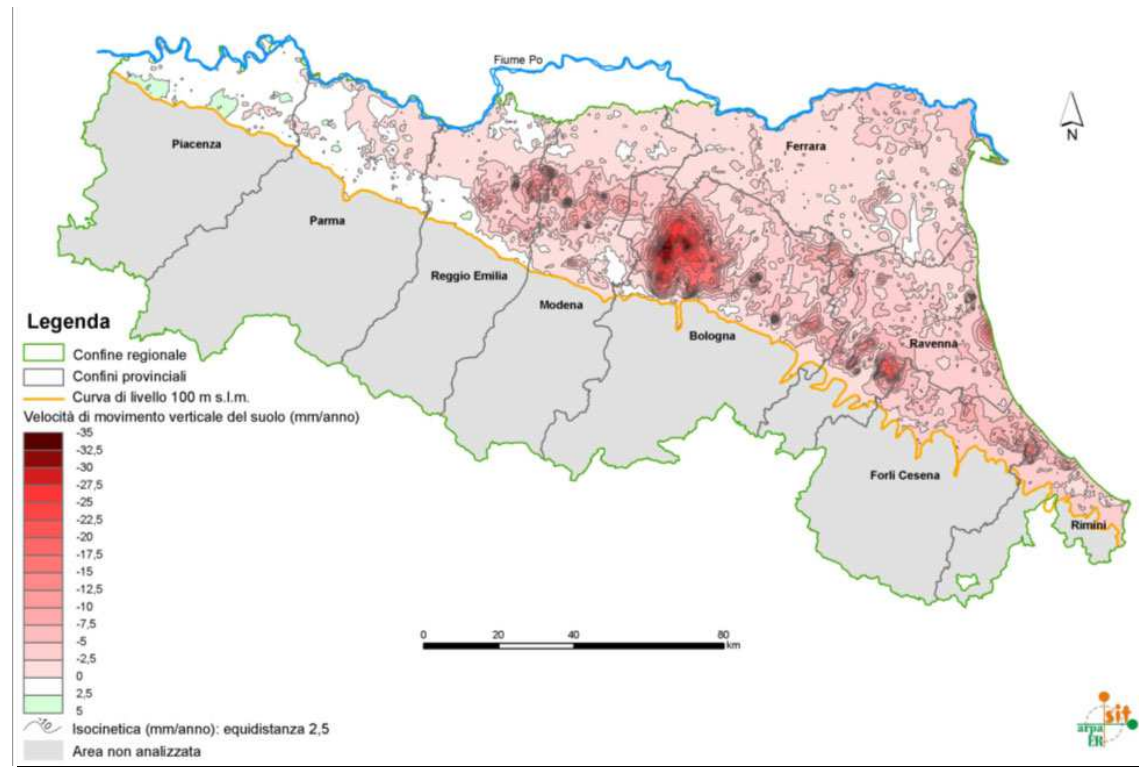 Fiume Po
N
Piacenza
Ferrara
Parma
Reggio Emilia
Modena
Bologna
Ravenna
Forlì Cesena
Rimini
Legenda
Confine regionale
Confini provinciali
Curva di livello 100 m s.l.m.
Velocità di movimento verticale del suolo (mm/anno)
-35
-32,5
-30
-27,5
-25
-22,5
-20
-17,5
-15
-12,5
-10
-7,5
-5
-2,5
0
2,5
5
-10 Isocinetica (mm/anno): equidistanza 2,5
Area non analizzata
0 20 40 80
km
sit
arpa
ER